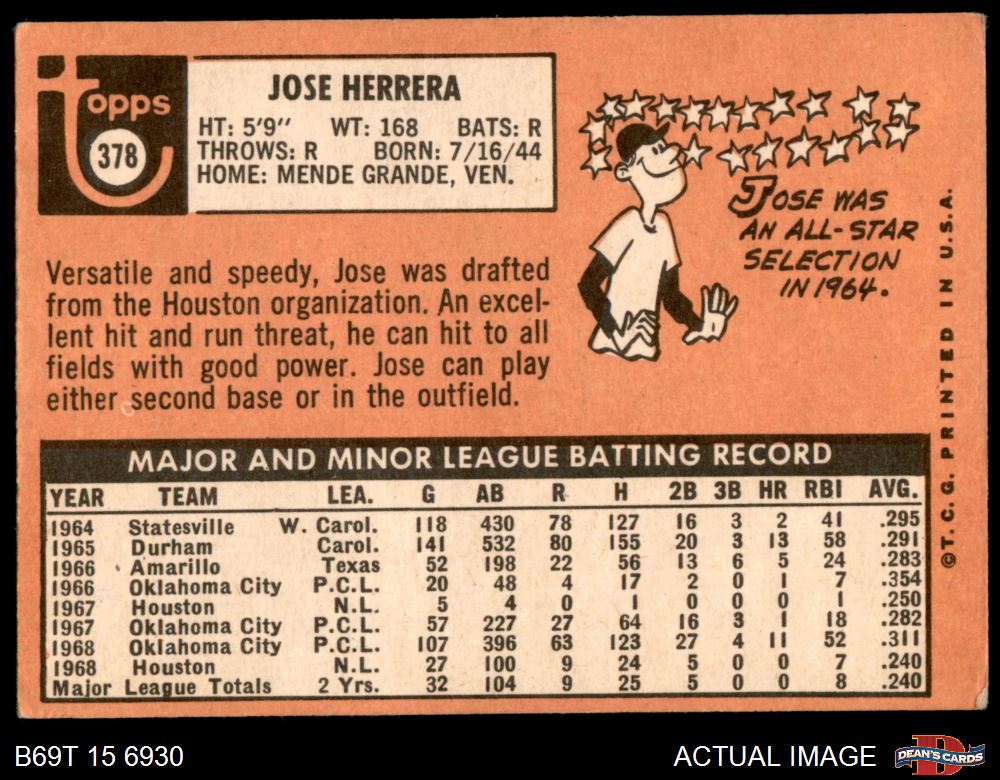 Topps
378
JOSE HERRERA
HT: 5'9" WT: 168 BATS: R
THROWS: R BORN: 7/16/44
HOME: MENDE GRANDE, VEN.
JOSE WAS
AN ALL-STAR
SELECTION
IN 1964.
Versatile and speedy, Jose was drafted
from the Houston organization. An excel-
lent hit and run threat, he can hit to all
fields with good power. Jose can play
either second base or in the outfield.
MAJOR AND MINOR LEAGUE BATTING RECORD
YEAR TEAM LEA. G AB R H 2B 3B HR RBI AVG.
1964 Statesville W. Carol. 118 430 78 127 16 3 2 41 .295
1965 Durham Carol. 141 532 80 155 20 3 13 58 .291
1966 Amarillo Texas 52 198 22 56 13 6 5 24 .283
1966 Oklahoma City P.C.L. 20 48 4 17 2 0 1 7 .354
1967 Houston N.L. 5 4 0 1 0 0 0 1 .250
1967 Oklahoma City P.C.L. 57 227 27 64 16 3 1 18 .282
1968 Oklahoma City P.C.L. 107 396 63 123 27 4 11 52 .311
1968 Houston N.L. 27 100 9 24 5 0 0 7 .240
Major League Totals 2 Yrs. 32 104 9 25 5 0 0 8 .240
©T. C. G. PRINTED IN U.S.A.
B69T 15 6930
ACTUAL IMAGE
D
DEAN'S CARDS